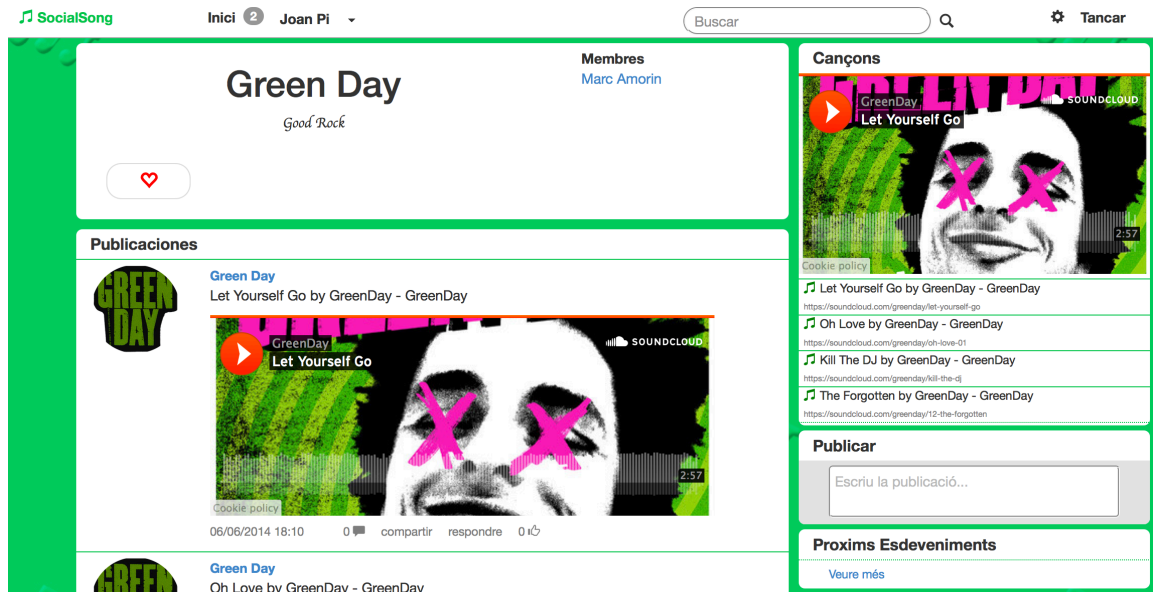 SocialSong
Inici 2 Joan Pi
Buscar
Tancar
Green Day
Good Rock
Membres
Marc Amorin
Publicaciones
GREEN
DAY
Green Day
Let Yourself Go by GreenDay - GreenDay
GreenDay
Let Yourself Go
SOUNDCLOUD
2:57
Cookie policy
06/06/2014 18:10 0 compartir respondre 0
GREEN
Green Day
Oh Love by GreenDay - GreenDay
Cançons
GREEN DAY
GreenDay
Let Yourself Go
SOUNDCLOUD
2:57
Cookie policy
Let Yourself Go by GreenDay - GreenDay
https://soundcloud.com/greenday/let-yourself-go
Oh Love by GreenDay - GreenDay
https://soundcloud.com/greenday/oh-love-01
Kill The DJ by GreenDay - GreenDay
https://soundcloud.com/greenday/kill-the-dj
The Forgotten by GreenDay - GreenDay
https://soundcloud.com/greenday/12-the-forgotten
Publicar
Escriu la publicació...
Proxims Esdeveniments
Veure més